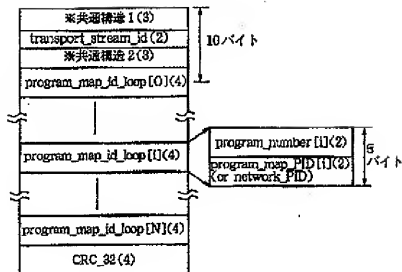 ※共通構造1(3)
transport_stream_id(2)
※共通構造2(3)
program_map_id_loop[0](4)
10バイト
program_map_id_loop[i](4)
program_number[i](2)
program_map_PID[i](2)
(or network_PID)
バイト
program_map_id_loop[N](4)
CRC_32(4)